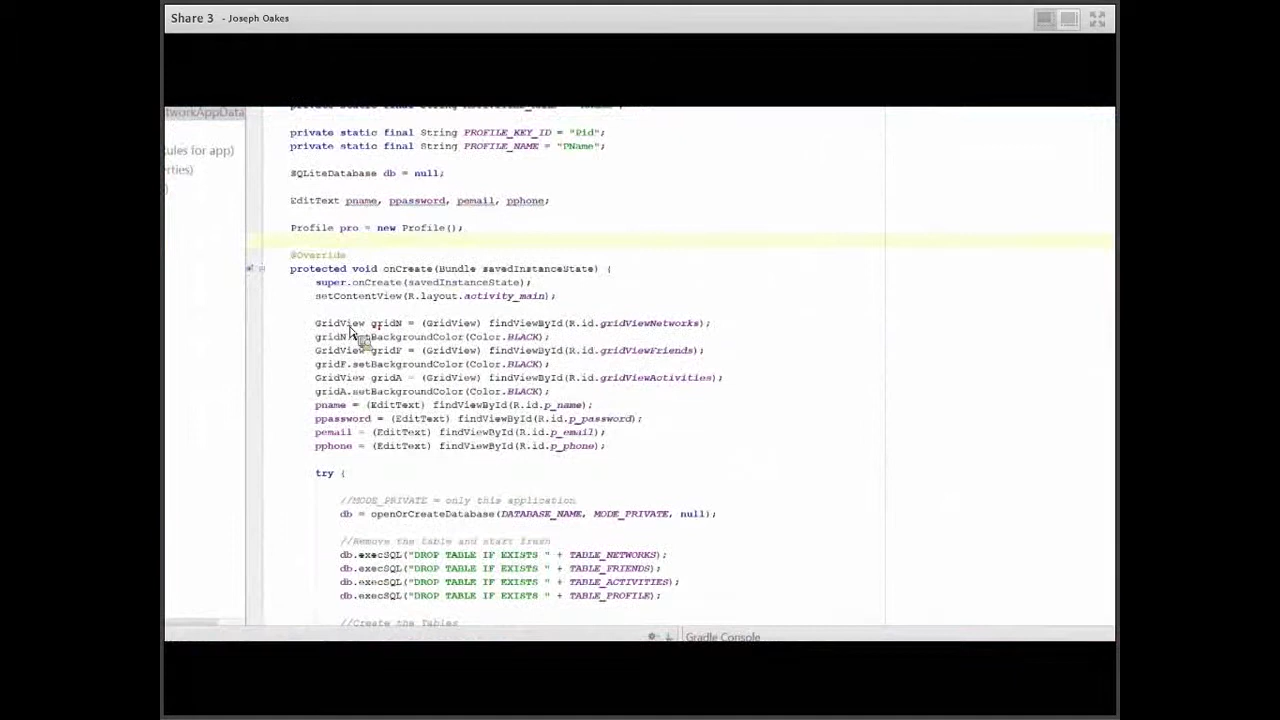 Share 3 - Joseph Oakes
tworkAppData
ules for app)
rties)
)
private static final String
private static final String PROFILE_KEY_ID = "Pid";
private static final String PROFILE_NAME = "PName";
SQLiteDatabase db = null;
EditText pname, ppassword, pemail, pphone;
Profile pro = new Profile();
@Override
protected void onCreate(Bundle savedInstanceState) {
super.onCreate(savedInstanceState);
setContentView(R.layout.activity_main);
GridView gridN = (GridView) findViewById(R.id.gridViewNetworks);
gridN.setBackgroundColor(Color.BLACK);
GridView gridF = (GridView) findViewById(R.id.gridViewFriends);
gridF.setBackgroundColor(Color.BLACK);
GridView gridA = (GridView) findViewById(R.id.gridViewActivities);
gridA.setBackgroundColor(Color.BLACK);
pname = (EditText) findViewById(R.id.p_name);
ppassword = (EditText) findViewById(R.id.p_password);
pemail = (EditText) findViewById(R.id.p_email);
pphone = (EditText) findViewById(R.id.p_phone);
try {
//MODE_PRIVATE = only this application
db = openOrCreateDatabase(DATABASE_NAME, MODE_PRIVATE, null);
//Remove the table and start frash
db.execSQL("DROP TABLE IF EXISTS " + TABLE_NETWORKS);
db.execSQL("DROP TABLE IF EXISTS " + TABLE_FRIENDS);
db.execSQL("DROP TABLE IF EXISTS " + TABLE_ACTIVITIES);
db.execSQL("DROP TABLE IF EXISTS " + TABLE_PROFILE);
//Create the Tables
Gradle Console